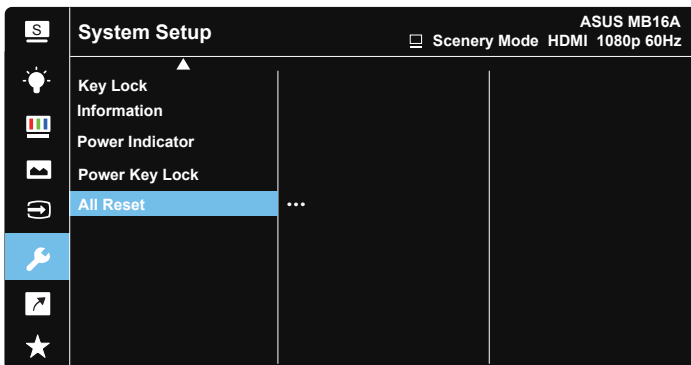 S
System Setup
ASUS MB16A
Scenery Mode HDMI 1080p 60Hz
Key Lock
Information
Power Indicator
Power Key Lock
All Reset
•••